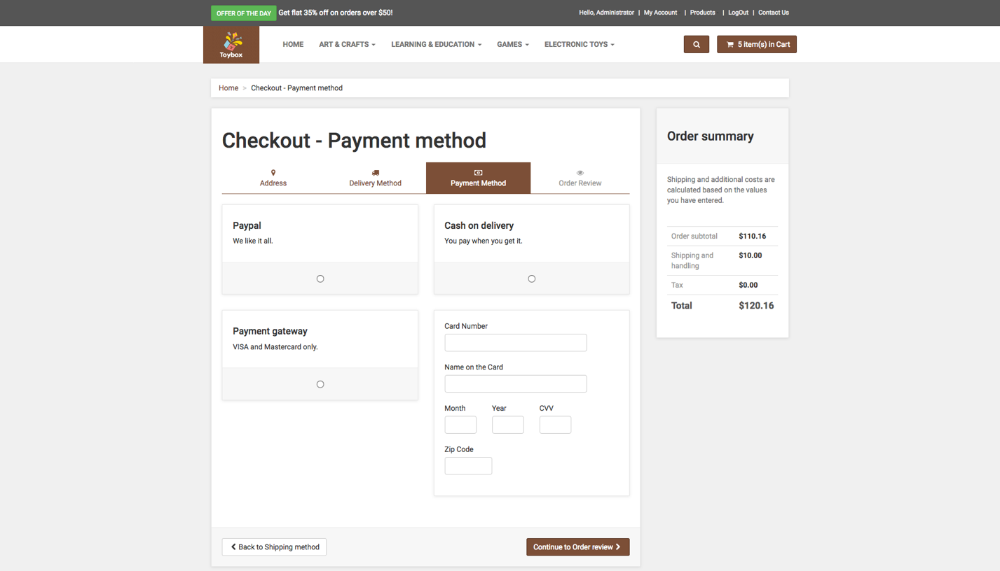 OFFER OF THE DAY Get flat 35% off on orders over $50!
Hello, Administrator | My Account | Products | LogOut | Contact Us
Toybox
HOME ART & CRAFTS LEARNING & EDUCATION GAMES ELECTRONIC TOYS
5 item(s) in Cart
Home > Checkout - Payment method
Checkout - Payment method
Address
Delivery Method
Payment Method
Order Review
Paypal
We like it all.
Cash on delivery
You pay when you get it.
Payment gateway
VISA and Mastercard only.
Card Number
Name on the Card
Month Year CVV
Zip Code
Back to Shipping method
Continue to Order review
Order summary
Shipping and additional costs are
calculated based on the values
you have entered.
Order subtotal $110.16
Shipping and $10.00
handling
Tax $0.00
Total $120.16